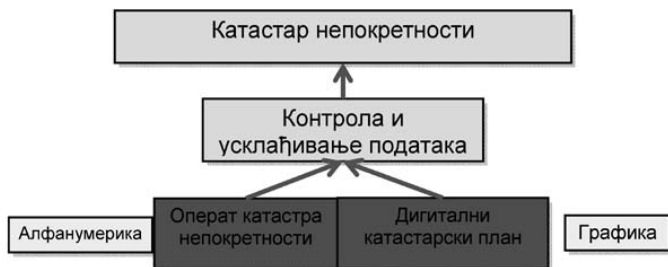 Катастар непокретности
Контрола и
усклађивање података
Алфанумерика
Операт катастра
непокретности
Дигитални
катастарски план
Графика